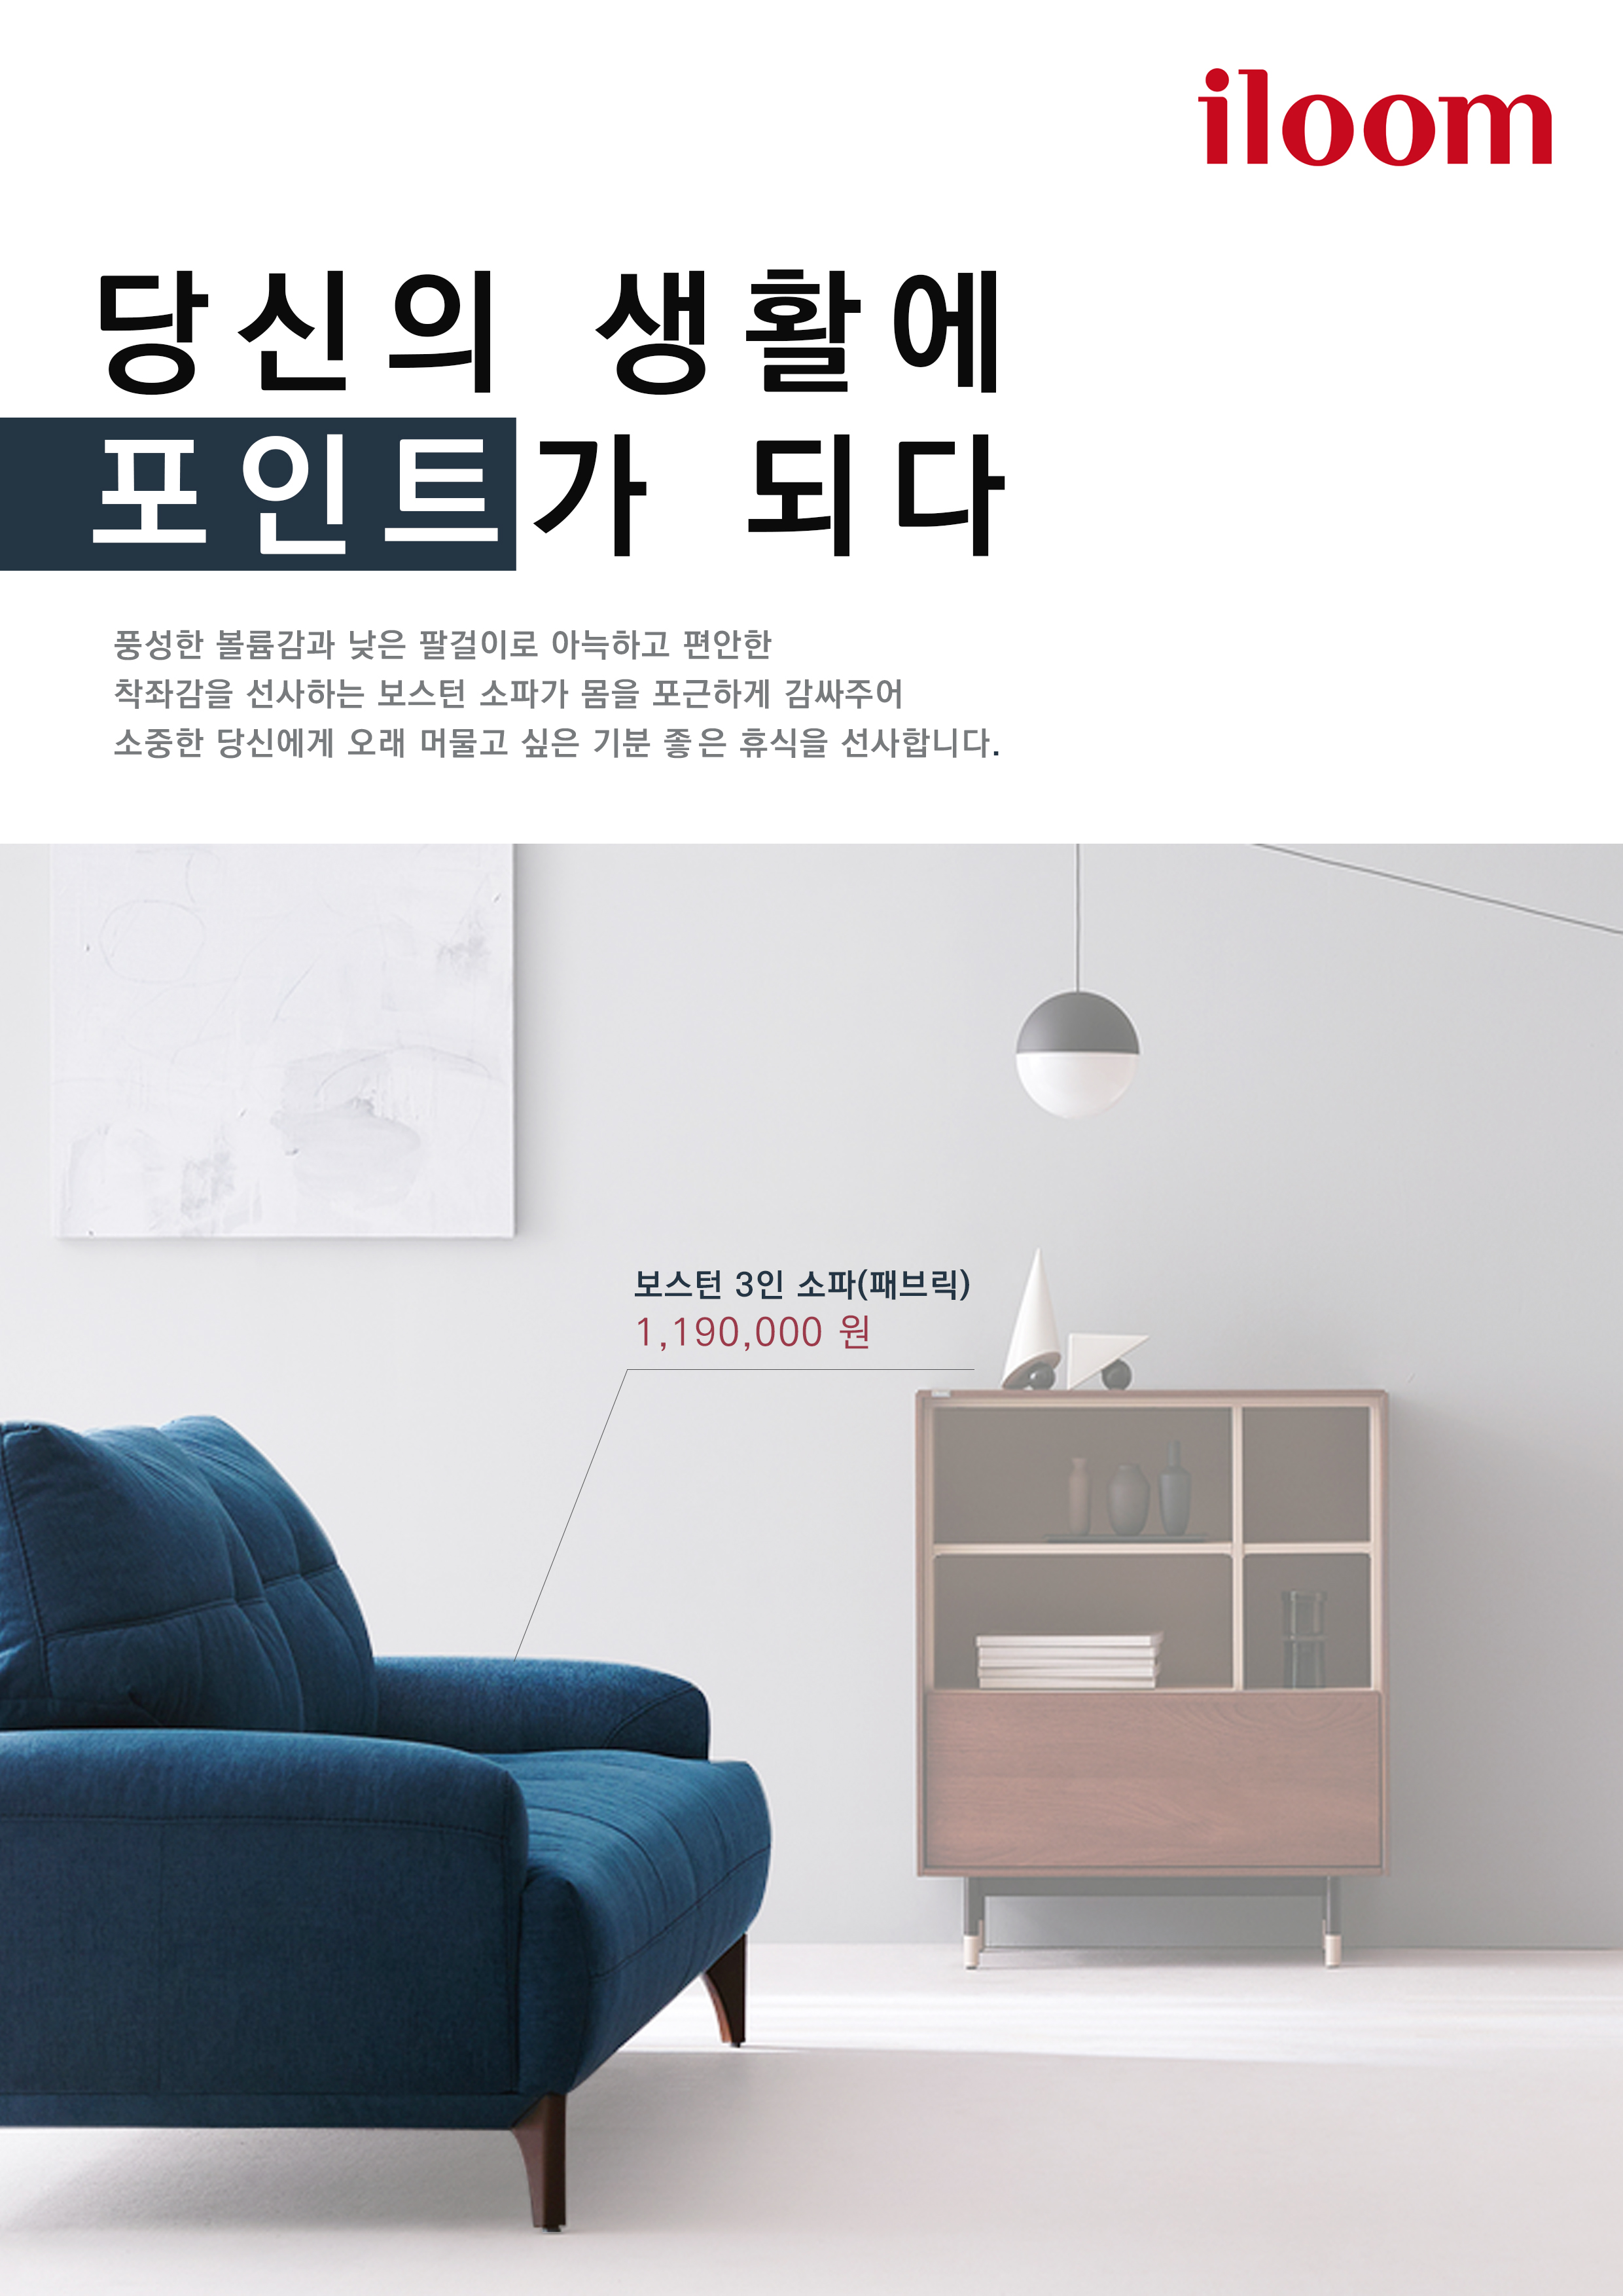 iloom
당신의 생활에
포인트가 되다
풍성한 볼륨감과 낮은 팔걸이로 아늑하고 편안한
착좌감을 선사하는 보스턴 소파가 몸을 포근하게 감싸주어
소중한 당신에게 오래 머물고 싶은 기분 좋은 휴식을 선사합니다.
보스턴 3인 소파(패브릭)
1,190,000 원